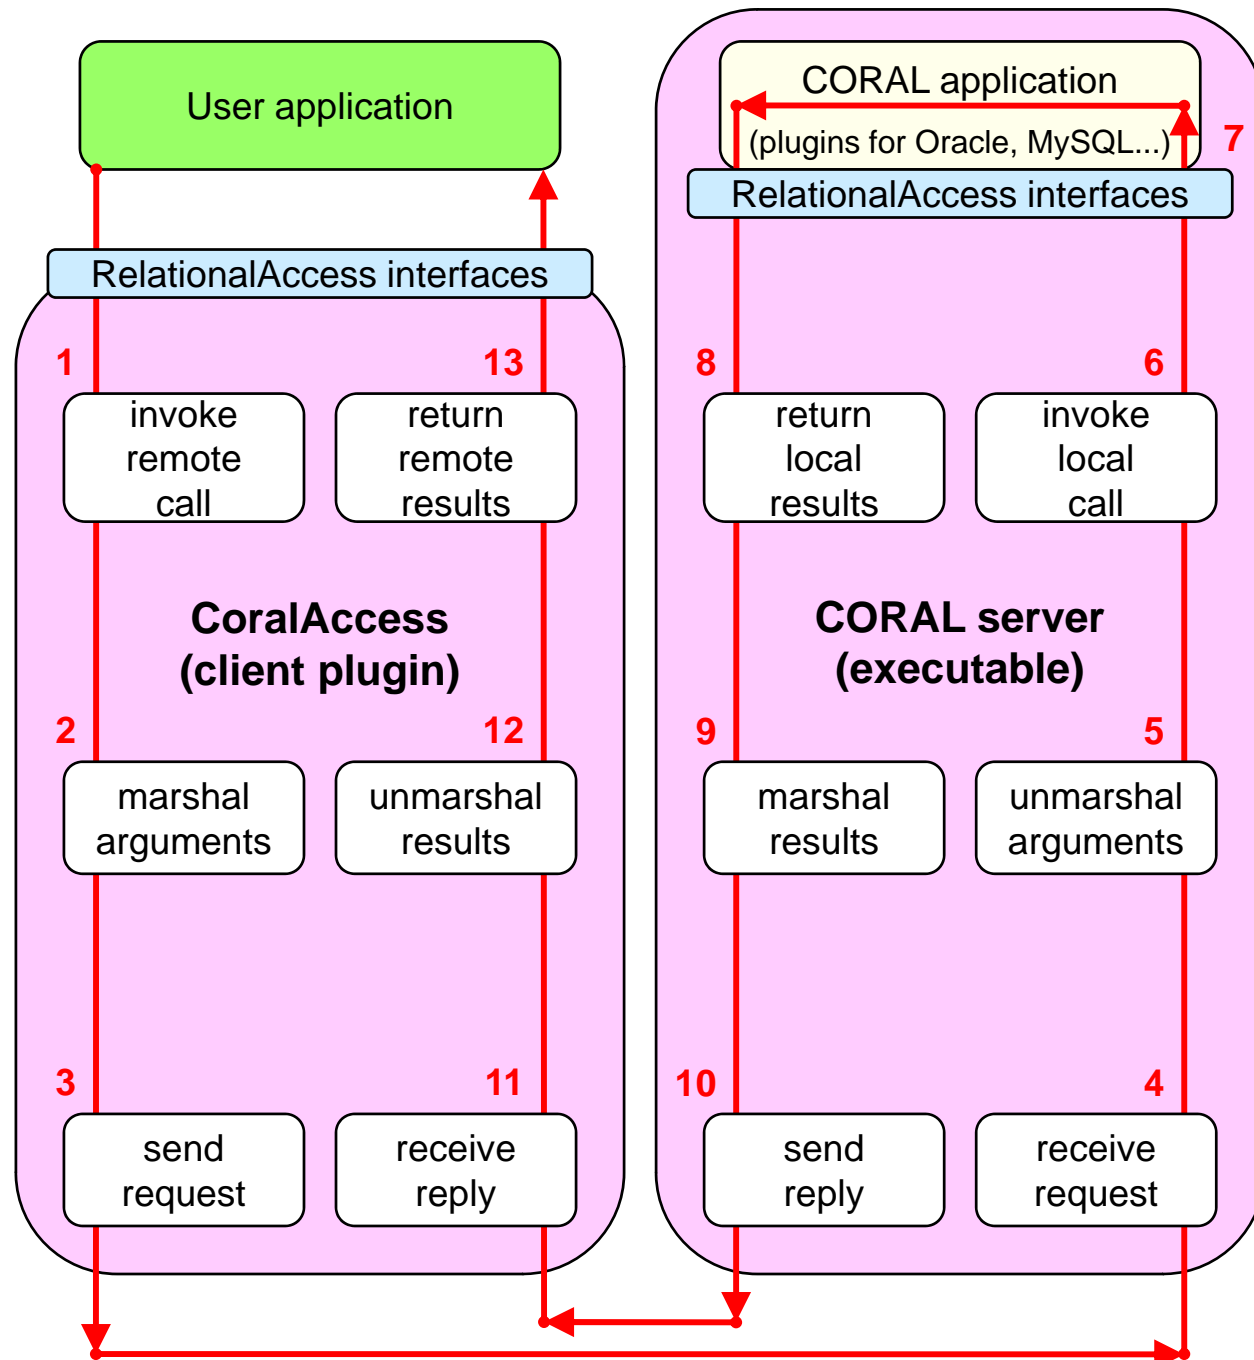 User application
RelationalAccess interfaces
1
13
invoke
remote
call
return
remote
results
CoralAccess
(client plugin)
2
12
marshal
arguments
unmarshal
results
3
11
send
request
receive
reply
CORAL application
(plugins for Oracle, MySQL...)
7
RelationalAccess interfaces
8
6
return
local
results
invoke
local
call
CORAL server
(executable)
9
5
marshal
results
unmarshal
arguments
10
4
send
reply
receive
request